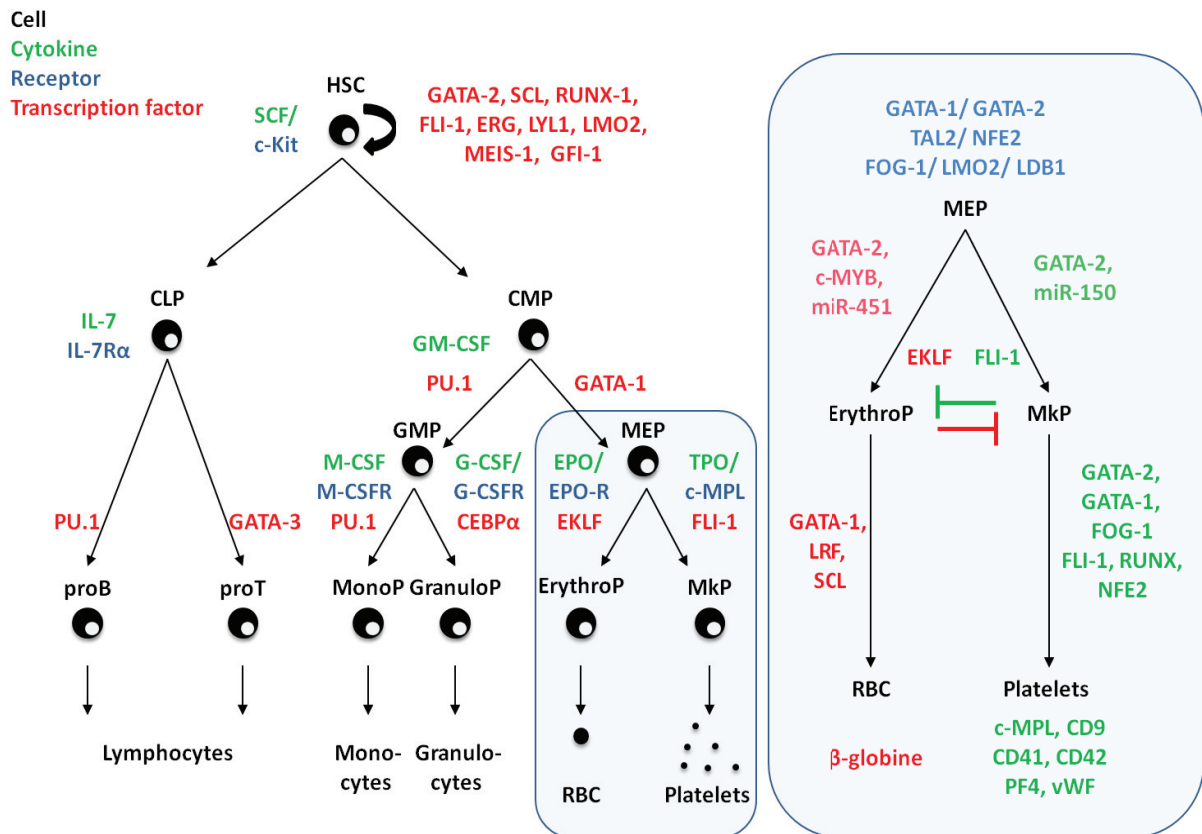 Cell
Cytokine
Receptor
Transcription factor
HSC
SCF/
c-Kit
GATA-2, SCL, RUNX-1,
FLI-1, ERG, LYL1, LMO2,
MEIS-1, GFI-1
CLP
IL-7
IL-7Rα
CMP
GM-CSF
PU.1
GATA-1
GMP
MEP
M-CSF
M-CSFR
PU.1
G-CSF/
G-CSFR
CEBPα
EPO/
EPO-R
EKLF
TPO/
c-MPL
FLI-1
PU.1
GATA-3
proB
proT
MonoP
GranuloP
ErythroP
MkP
Lymphocytes
Mono-
cytes
Granulo-
cytes
RBC
Platelets
GATA-1/ GATA-2
TAL2/ NFE2
FOG-1/ LMO2/ LDB1
MEP
GATA-2,
c-MYB,
miR-451
GATA-2,
miR-150
EKLF
FLI-1
ErythroP
MkP
GATA-1,
LRF,
SCL
GATA-2,
GATA-1,
FOG-1
FLI-1, RUNX,
NFE2
RBC
Platelets
β-globine
c-MPL, CD9
CD41, CD42
PF4, vWF